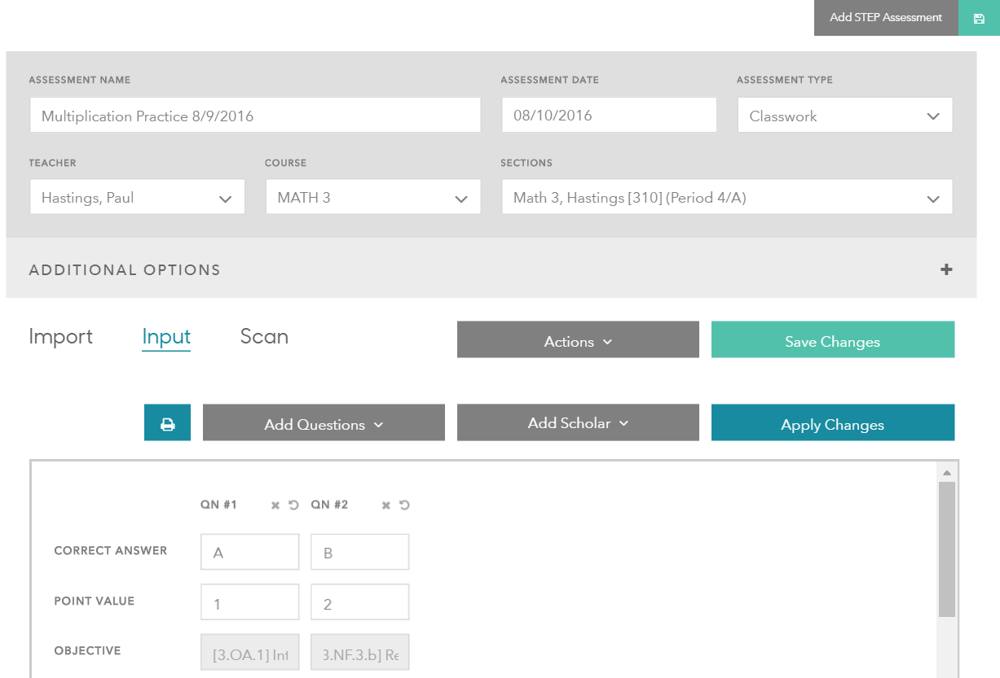 Add STEP Assessment
ASSESSMENT NAME ASSESSMENT DATE ASSESSMENT TYPE
Multiplication Practice 8/9/2016 08/10/2016 Classwork
TEACHER COURSE SECTIONS
Hastings, Paul MATH 3 Math 3, Hastings [310] (Period 4/A)
ADDITIONAL OPTIONS
Import Input Scan Actions Save Changes
Add Questions Add Scholar Apply Changes
QN #1 QN #2
CORRECT ANSWER A B
POINT VALUE 1 2
OBJECTIVE [3.OA.1] Int 3.NF.3.b] Re